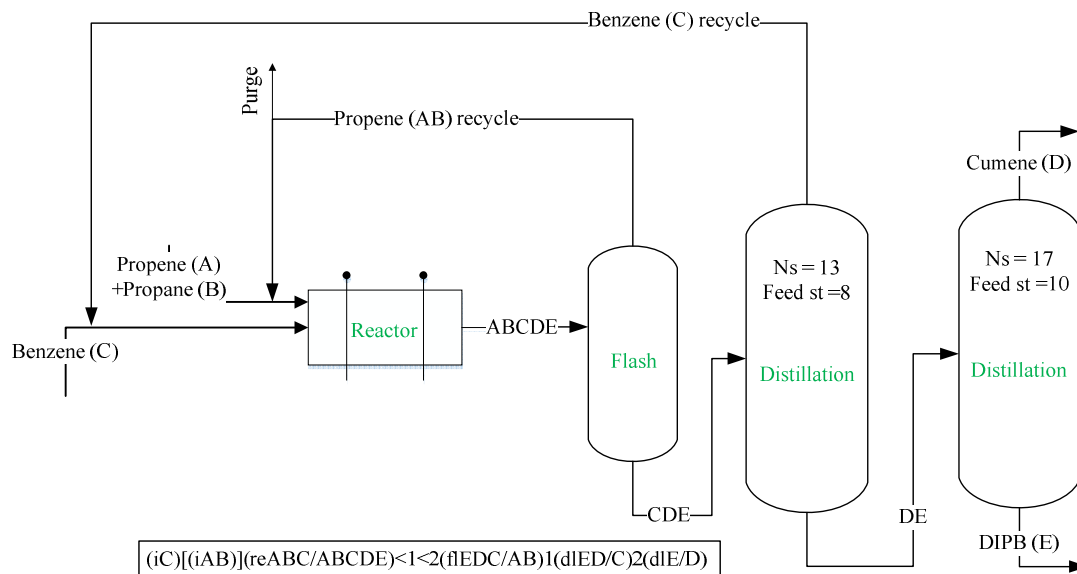 Benzene (C) recycle
Purge
Propene (AB) recycle
Cumene (D)
Propene (A)
+Propane (B)
Ns = 13
Feed st =8
Ns = 17
Feed st =10
Reactor
ABCDE
Benzene (C)
Flash
Distillation
Distillation
CDE
DE
DIPB (E)
(iC)[(iAB)](reABC/ABCDE)<1<2(flEDC/AB)1(dlED/C)2(dlE/D)